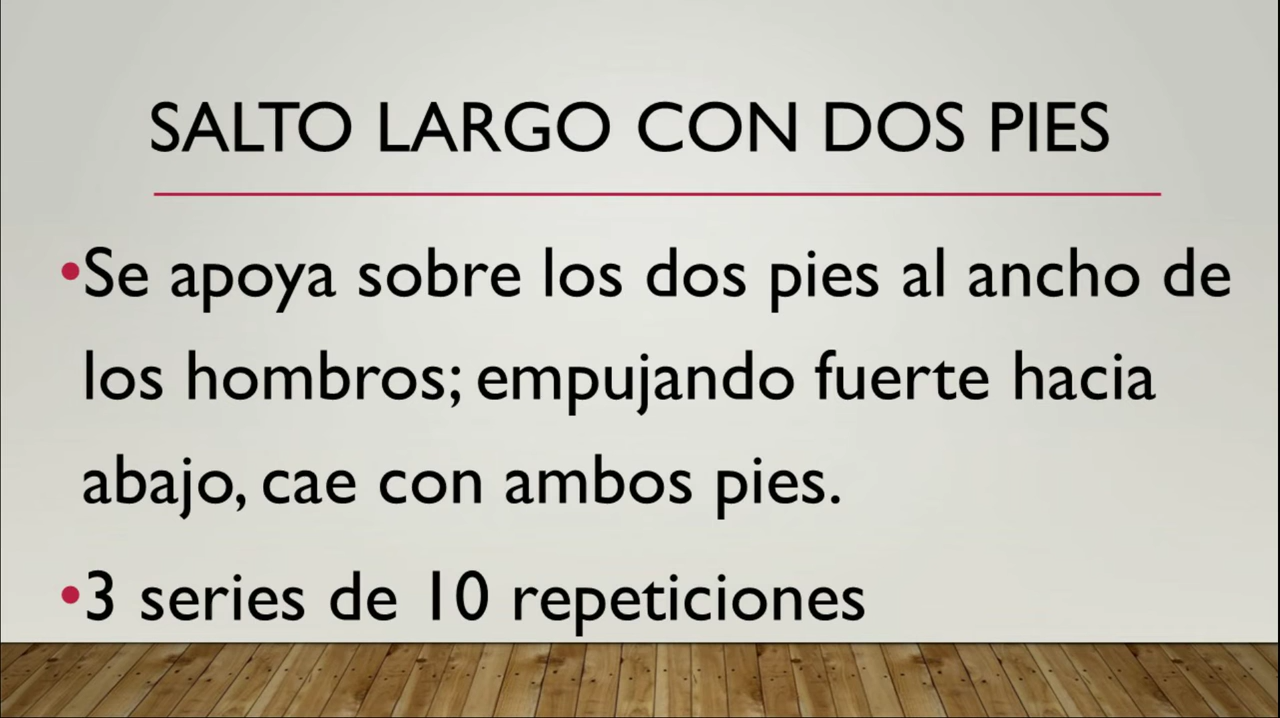 SALTO LARGO CON DOS PIES
•Se apoya sobre los dos pies al ancho de
los hombros; empujando fuerte hacia
abajo, cae con ambos pies.
•3 series de 10 repeticiones